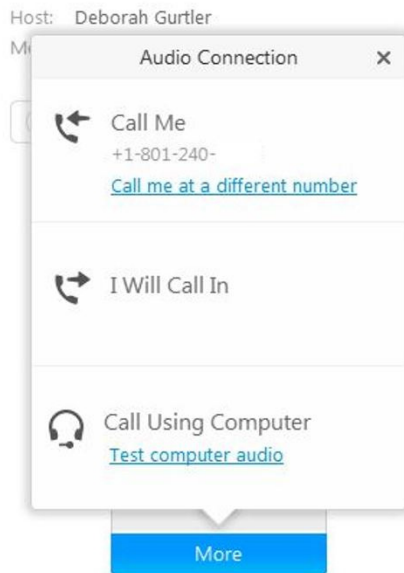 Host: Deborah Gurtler
Audio Connection
Call Me
+1-801-240-
Call me at a different number
I Will Call In
Call Using Computer
Test computer audio
More